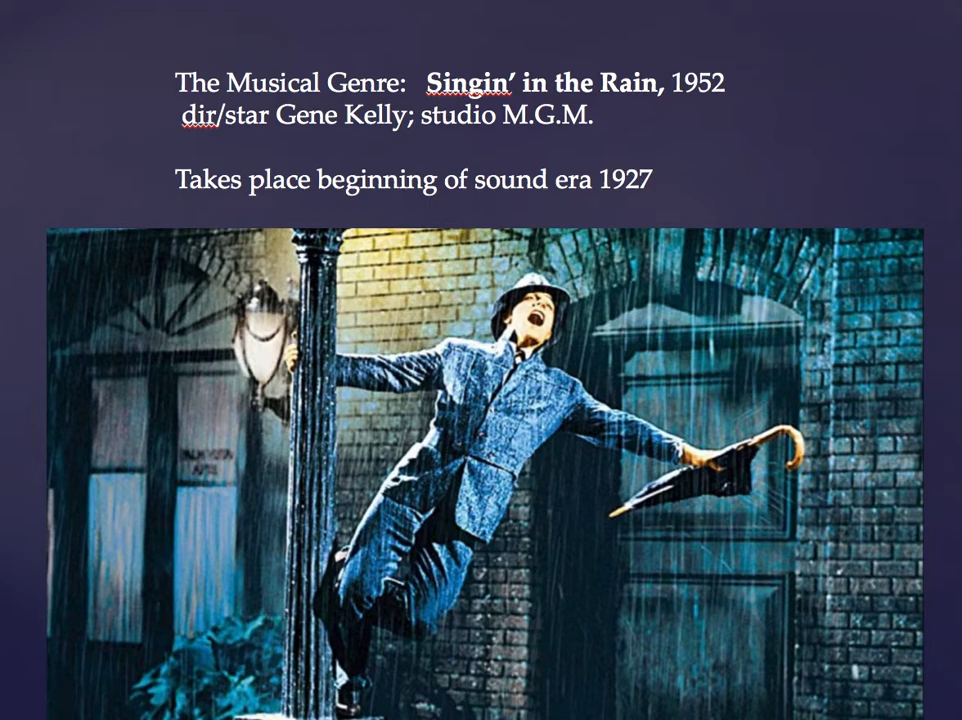 The Musical Genre: Singin’ in the Rain, 1952
dir/star Gene Kelly; studio M.G.M.
Takes place beginning of sound era 1927